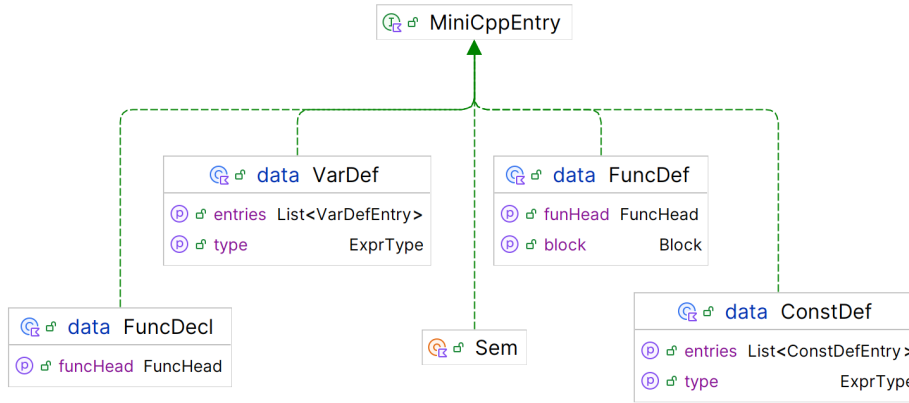 MiniCppEntry
data VarDef
entries List<VarDefEntry>
type ExprType
data FuncDef
funHead FuncHead
block Block
data FuncDecl
funcHead FuncHead
Sem
data ConstDef
entries List<ConstDefEntry>
type ExprType